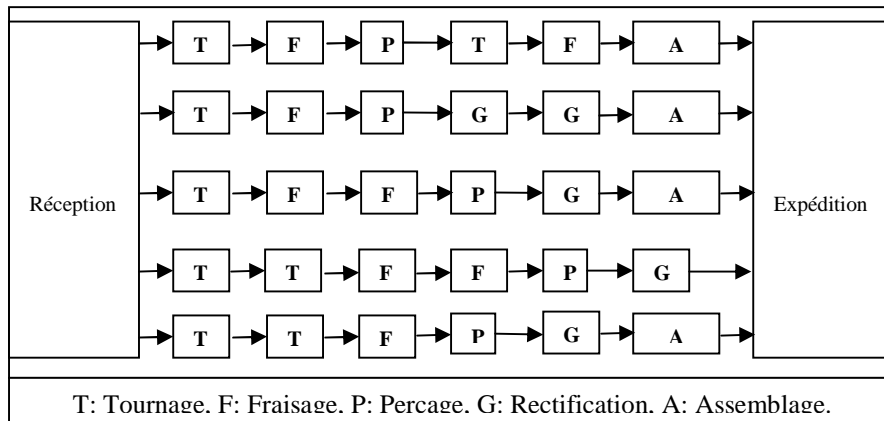 T F P T F A
T F P G G A
Réception T F F P G A Expédition
T T F F P G
T T F P G A
T: Tournage, F: Fraisage, P: Perçage, G: Rectification, A: Assemblage.